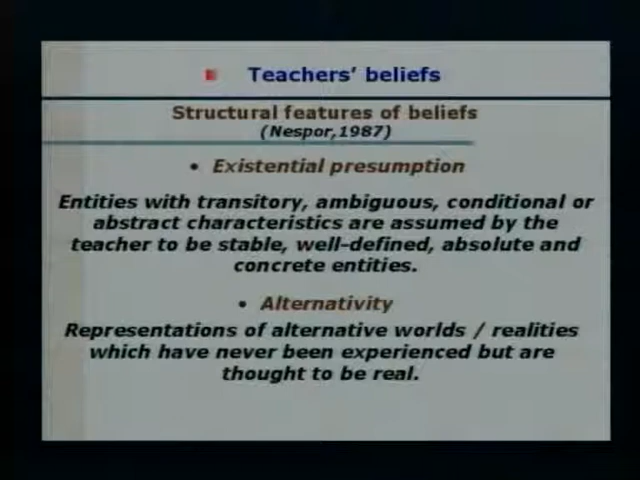 Teachers' beliefs
Structural features of beliefs
(Nespor,1987)
• Existential presumption
Entities with transitory, ambiguous, conditional or
abstract characteristics are assumed by the
teacher to be stable, well-defined, absolute and
concrete entities.
• Alternativity
Representations of alternative worlds / realities
which have never been experienced but are
thought to be real.